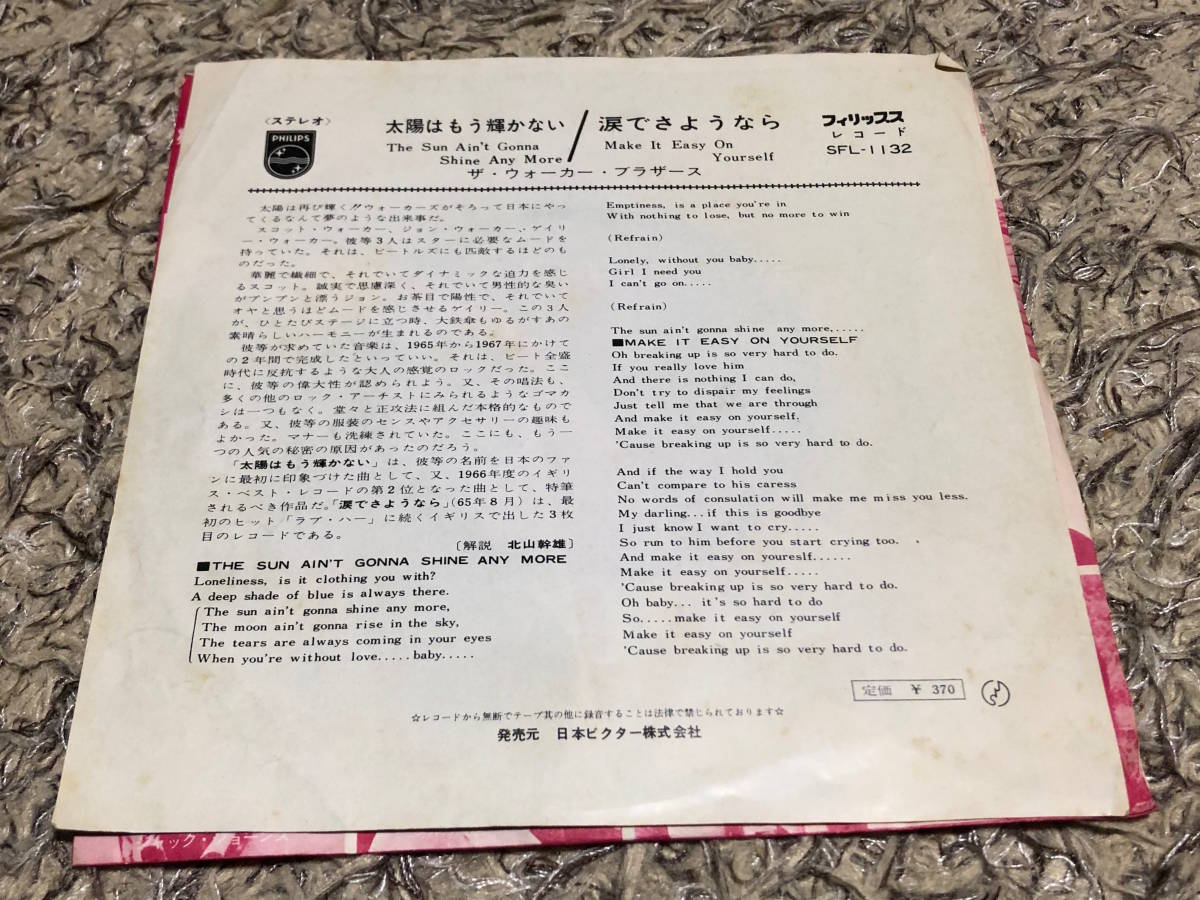 〈ステレオ〉
PHILIPS
太陽はもう輝かない/涙でさようなら
The Sun Ain't Gonna
Shine Any More
Make It Easy On
Yourself
ザ・ウォーカー・ブラザース
フィリップス
レコード
SFL-1132
太陽は再び輝く!!ウォーカーズがそろって日本にやっ
てくるなんて夢のような出来事だ。
スコット・ウォーカー、ジョン・ウォーカー、ゲイリ
ー・ウォーカー。彼等3人はスターに必要なムードを
持っていた。それは、ビートルズにも匹敵するほどのも
のだった。
華麗で繊細で、それでいてダイナミックな迫力を感じ
るスコット。誠実で思慮深く、それでいて男性的な臭い
がプンプンと漂うジョン。お茶目で陽性で、それでいて
オヤと思うほどムードを感じさせるゲイリー。この3人
が、ひとたびステージに立つ時、大鉄傘もゆるがすあの
素晴らしいハーモニーが生まれるのである。
彼等が求めていた音楽は、1965年から1967年にかけて
の2年間で完成したといっていい。それは、ビート全盛
時代に反抗するような大人の感覚のロックだった。ここ
に、彼等の偉大性が認められよう。又、その唱法も、
多くの他のロック・アーチストにみられるようなゴマカ
シは一つもなく。堂々と正攻法に組んだ本格的なもので
ある。又、彼等の服装のセンスやアクセサリーの趣味も
よかった。マナーも洗練されていた。ここにも、もう一
つの人気の秘密の原因があったのだろう。
「太陽はもう輝かない」は、彼等の名前を日本のファ
ンに最初に印象づけた曲として、又、1966年度のイギリ
ス・ベスト・レコードの第2位となった曲として、特筆
されるべき作品だ。「涙でさようなら」(65年8月)は、最
初のヒット「ラブ・ハー」に続くイギリスで出した3枚
目のレコードである。
〔解説 北山幹雄〕
■THE SUN AIN'T GONNA SHINE ANY MORE
Loneliness, is it clothing you with?
A deep shade of blue is always there.
The sun ain't gonna shine any more,
The moon ain't gonna rise in the sky,
The tears are always coming in your eyes
When you're without love.....baby.....
Emptiness, is a place you're in
With nothing to lose, but no more to win
(Refrain)
Lonely, without you baby.....
Girl I need you
I can't go on.....
(Refrain)
The sun ain't gonna shine any more,.....
■MAKE IT EASY ON YOURSELF
Oh breaking up is so very hard to do.
If you really love him
And there is nothing I can do,
Don't try to dispair my feelings
Just tell me that we are through
And make it easy on yourself.
Make it easy on yourself.....
'Cause breaking up is so very hard to do.
And if the way I hold you
Can't compare to his caress
No words of consulation will make me miss you less.
My darling...if this is goodbye
I just know I want to cry.....
So run to him before you start crying too.
And make it easy on youreslf......
Make it easy on yourself.....
'Cause breaking up is so very hard to do.
Oh baby... it's so hard to do
So.....make it easy on yourself
Make it easy on yourself
'Cause breaking up is so very hard to do.
定価 ￥ 370
☆レコードから無断でテープ其の他に録音することは法律で禁じられております☆
発売元 日本ビクター株式会社